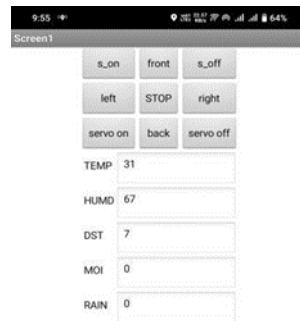 9:55 64%
Screen1
s_on front s_off
left STOP right
servo on back servo off
TEMP 31
HUMD 67
DST 7
MOI 0
RAIN 0